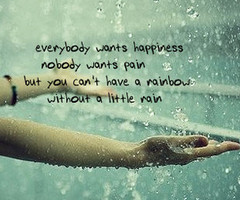 everybody wants happiness
nobody wants pain
but you can't have a rainbow
without a little rain